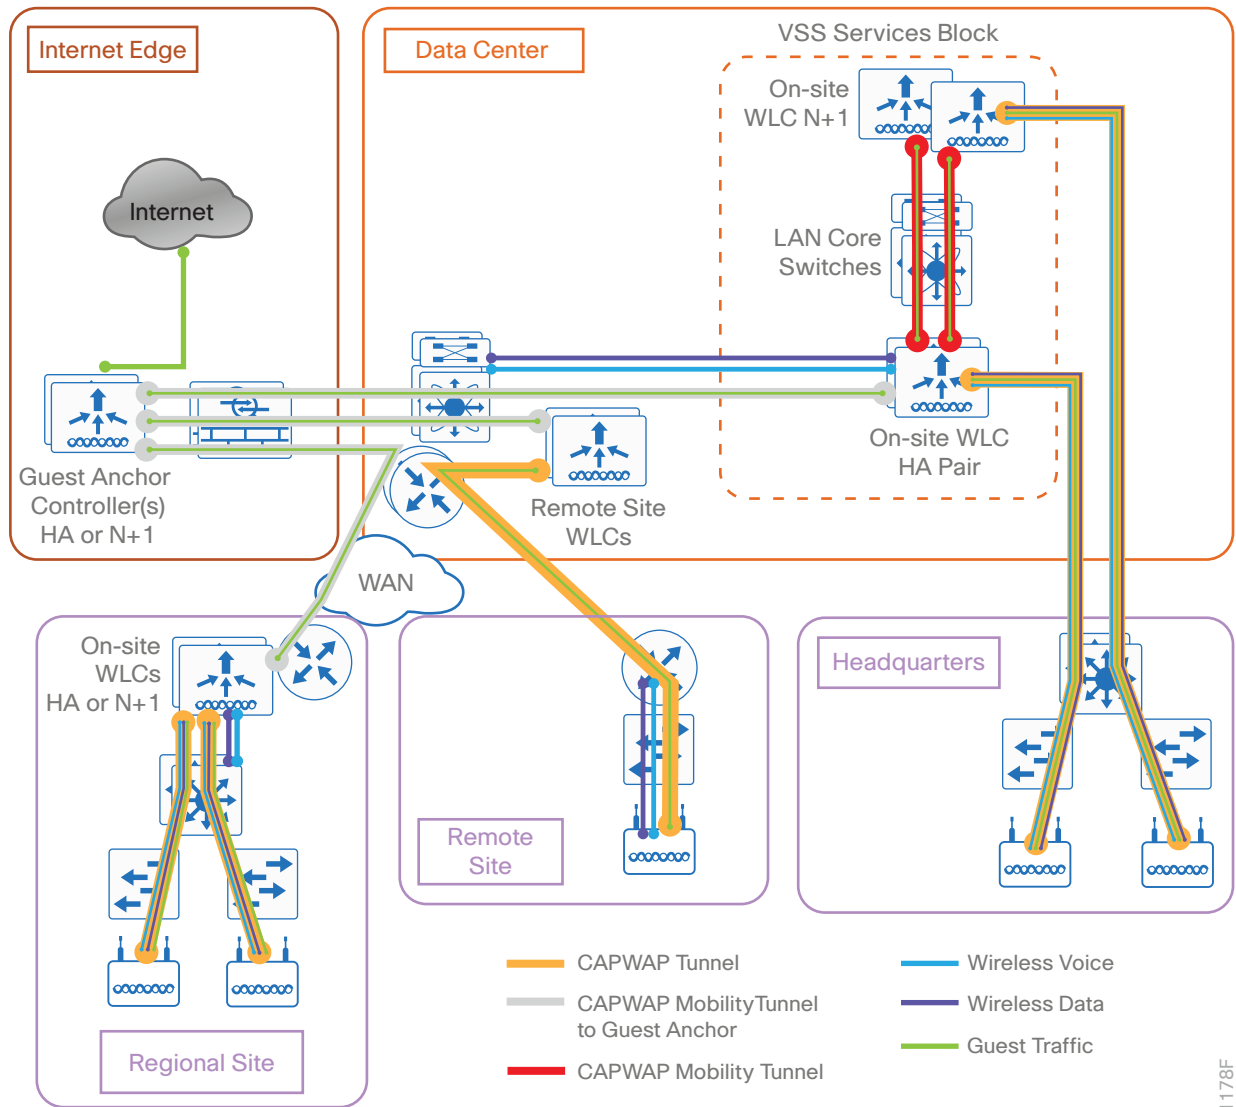 Internet Edge
Data Center
VSS Services Block
On-site
WLC N+1
Internet
LAN Core
Switches
On-site WLC
HA Pair
Guest Anchor
Controller(s)
HA or N+1
Remote Site
WLCs
WAN
On-site
WLCs
HA or N+1
Headquarters
Remote
Site
Regional Site
CAPWAP Tunnel
CAPWAP MobilityTunnel
to Guest Anchor
CAPWAP Mobility Tunnel
Wireless Voice
Wireless Data
Guest Traffic
1178F